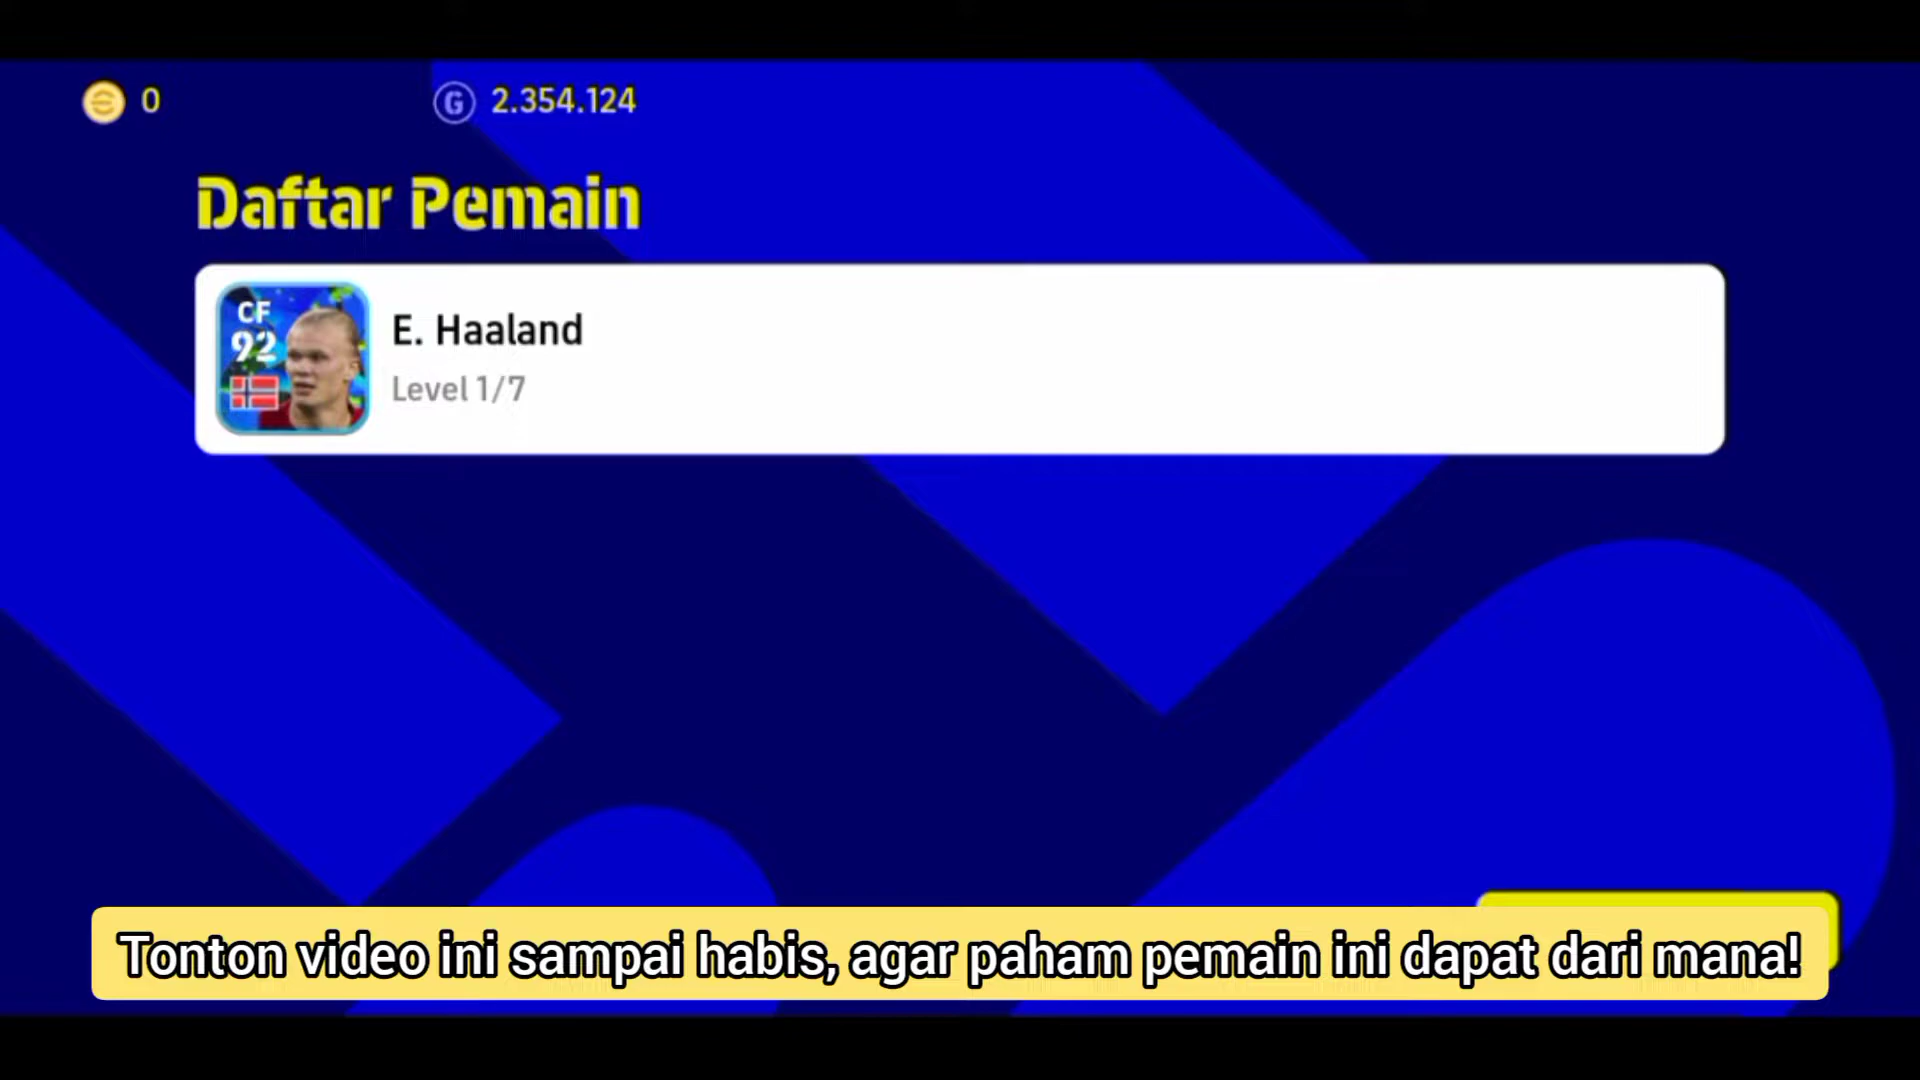 0
G 2.354.124
Daftar Pemain
CF
92
E. Haaland
Level 1/7
Tonton video ini sampai habis, agar paham pemain ini dapat dari mana!